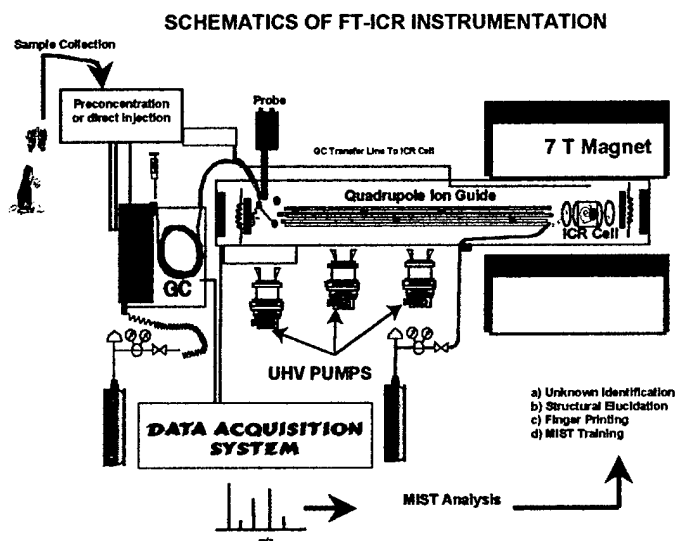 SCHEMATICS OF FT-ICR INSTRUMENTATION
Sample Collection
Preconcentration
or direct injection
Probe
GC Transfer Line To ICR Cell
7 T Magnet
Quadrupole Ion Guide
ICR Cell
GC
UHV PUMPS
DATA ACQUISITION
SYSTEM
a) Unknown Identification
b) Structural Elucidation
c) Finger Printing
d) MIST Training
MIST Analysis